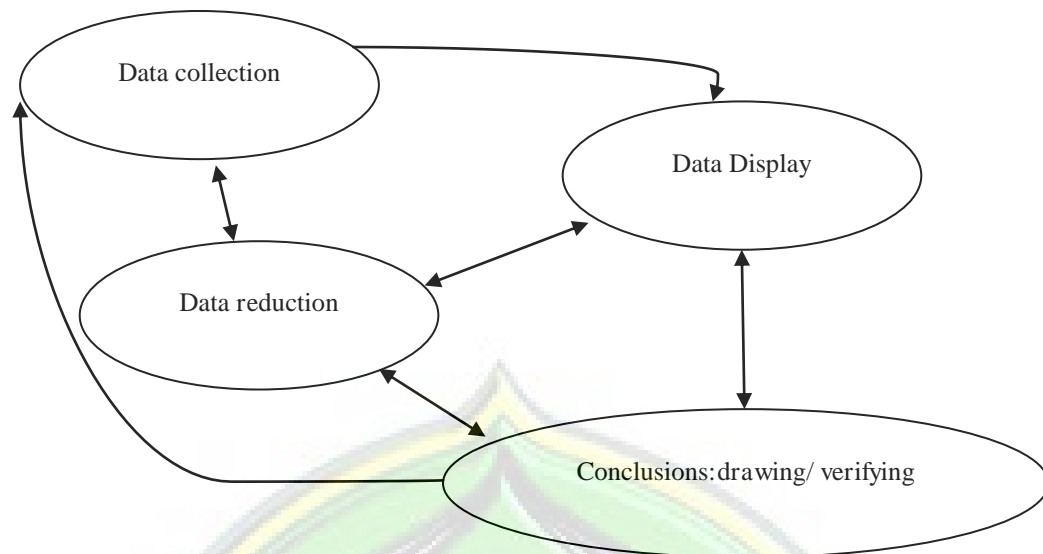 Data collection
Data Display
Data reduction
Conclusions:drawing/ verifying